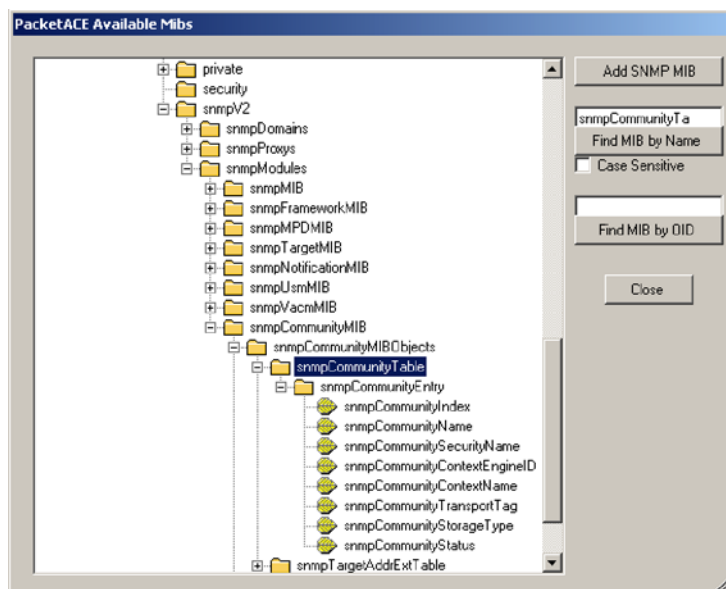 PacketACE Available Mibs
private
security
snmpV2
snmpDomains
snmpProxys
snmpModules
snmpMIB
snmpFrameworkMIB
snmpMPDMIB
snmpTargetMIB
snmpNotificationMIB
snmpUsmMIB
snmpVacmMIB
snmpCommunityMIB
snmpCommunityMIBObjects
snmpCommunityTable
snmpCommunityEntry
snmpCommunityIndex
snmpCommunityName
snmpCommunitySecurityName
snmpCommunityContextEngineID
snmpCommunityContextName
snmpCommunityTransportTag
snmpCommunityStorageType
snmpCommunityStatus
snmpTargetAddrExtTable
Add SNMP MIB
snmpCommunityTa
Find MIB by Name
Case Sensitive
Find MIB by OID
Close